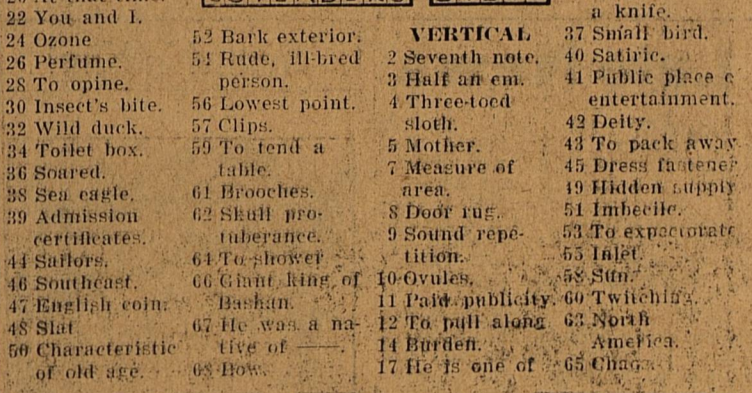 22 You and I.
24 Ozone
26 Perfume.
28 To opine.
30 Insect's bite.
32 Wild duck.
34 Toilet box.
36 Soared.
38 Sea eagle.
39 Admission
certificates.
44 Sailors.
46 Southeast.
47 English coin.
48 Slat
50 Characteristic
of old age.
52 Bark exterior.
54 Rude, ill-bred
person.
56 Lowest point.
57 Clips.
59 To tend a
table.
61 Brooches.
62 Skull pro-
tuberance.
64 To shower
66 Giant king of
Bashan.
67 He was a na-
tive of ——.
68 Bow.
VERTICAL
2 Seventh note.
3 Half an em.
4 Three-toed
sloth.
5 Mother.
7 Measure of
area.
8 Door rug.
9 Sound repe-
tition.
10 Ovules.
11 Paid publicity.
12 To pull along
14 Burden.
17 He is one of
a knife.
37 Small bird.
40 Satiric.
41 Public place
entertainment.
42 Deity.
43 To pack away
45 Dress fastener
49 Hidden supply
51 Imbecile.
53 To expectorate
55 Inlet.
58 Sun.
60 Twitching.
63 North
America.
65 Chaos.